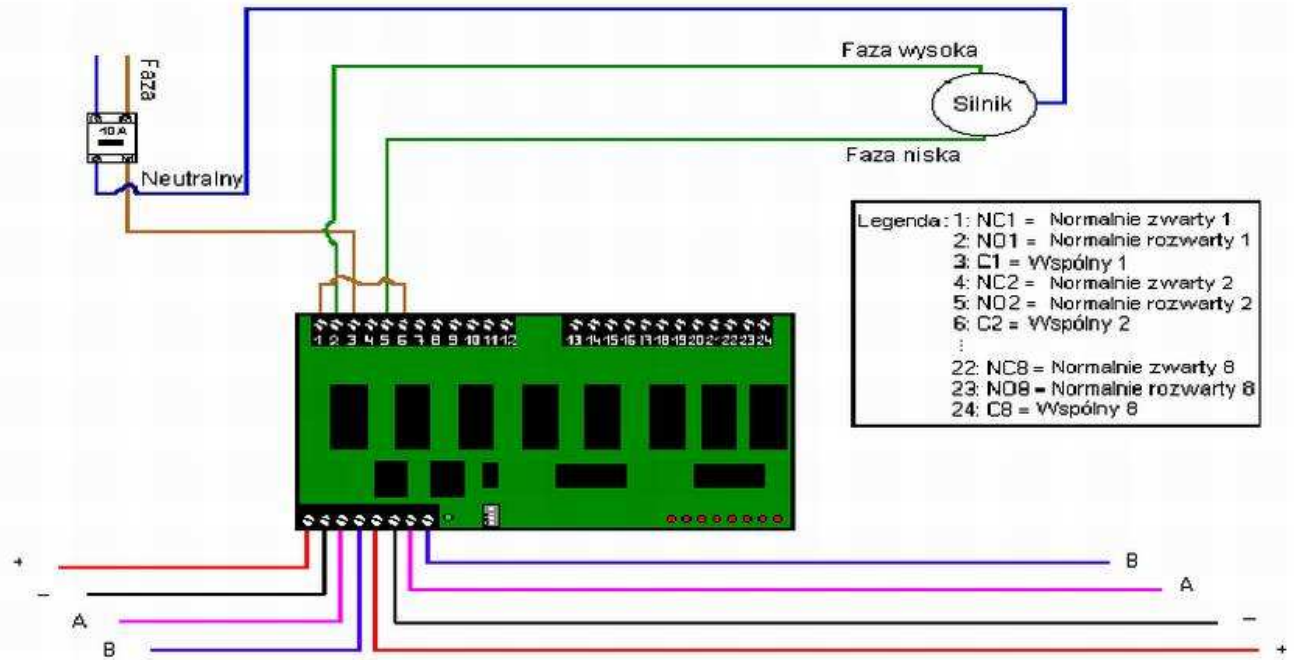 Faza wysoka
Faza
Silnik
10 A
Faza niska
Neutralny
Legenda: 1: NC1 = Normalnie zwarty 1
2: NO1 = Normalnie rozwarty 1
3: C1 = Wspólny 1
4: NC2 = Normalnie zwarty 2
5: NO2 = Normalnie rozwarty 2
6: C2 = Wspólny 2
:
22: NC8 = Normalnie zwarty 8
23: NO8 = Normalnie rozwarty 8
24: C8 = Wspólny 8
1 2 3 4 5 6 7 8 9 10 11 12
13 14 15 16 17 18 19 20 21 22 23 24
+
B
–
A
A
–
B
+